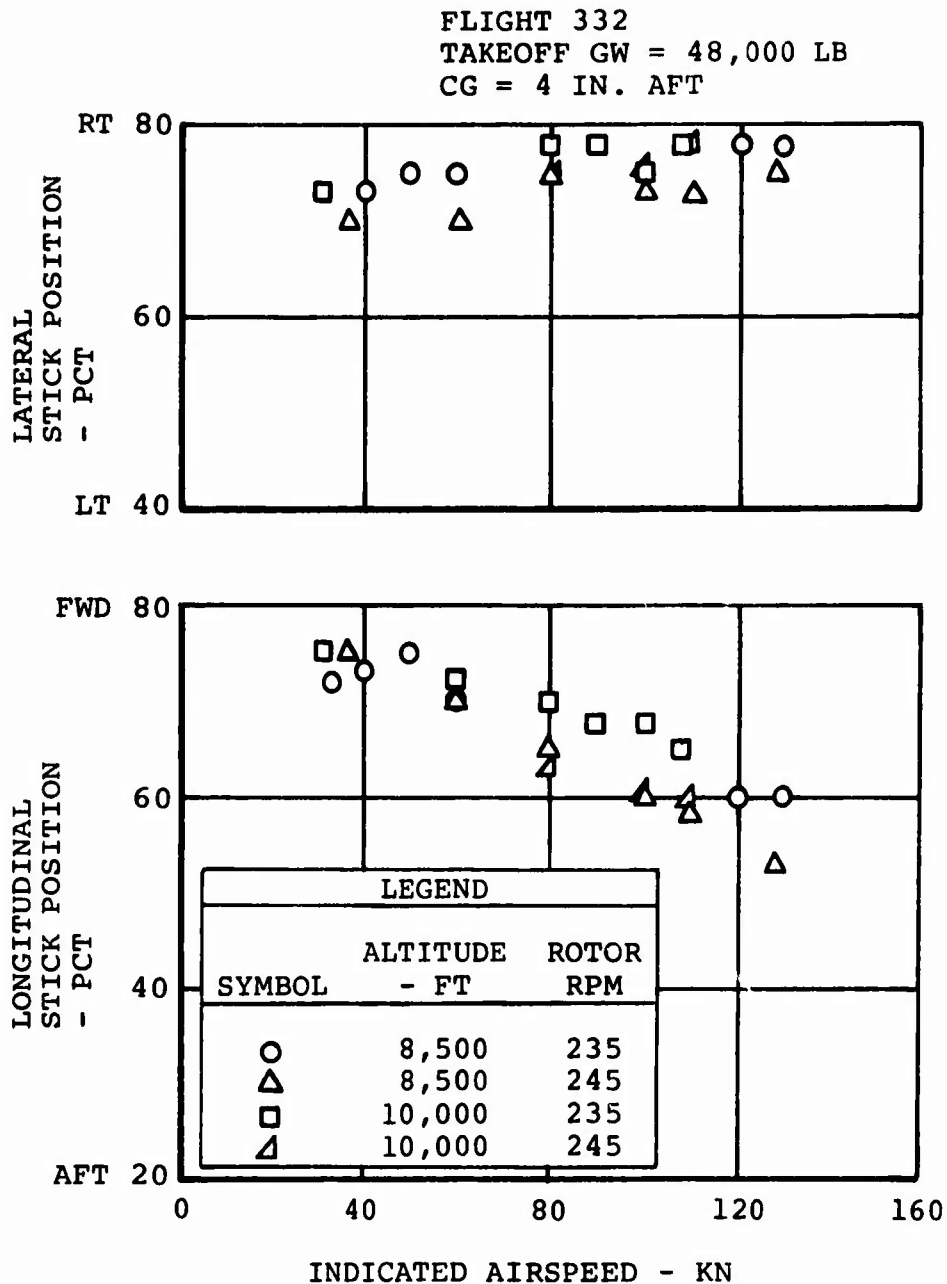 FLIGHT 332
TAKEOFF GW = 48,000 LB
CG = 4 IN. AFT
RT 80
60
LT 40
LATERAL
STICK POSITION
- PCT
FWD 80
60
40
AFT 20
LONGITUDINAL
STICK POSITION
- PCT
LEGEND
ALTITUDE ROTOR
SYMBOL - FT RPM
8,500 235
8,500 245
10,000 235
10,000 245
0 40 80 120 160
INDICATED AIRSPEED - KN